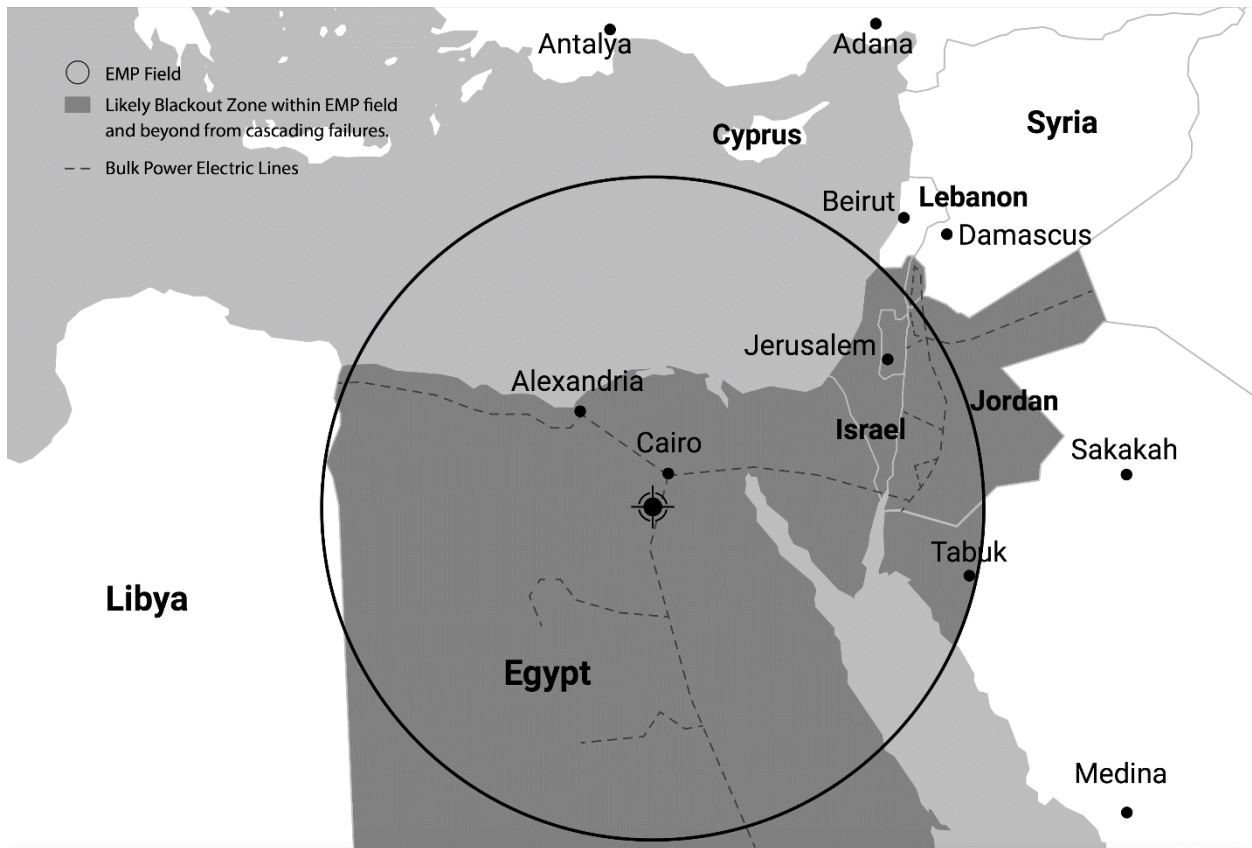 Antalya
Adana
EMP Field
Likely Blackout Zone within EMP field
and beyond from cascading failures.
Bulk Power Electric Lines
Cyprus
Syria
Beirut
Lebanon
Damascus
Jerusalem
Alexandria
Jordan
Israel
Cairo
Sakakah
Tabuk
Libya
Egypt
Medina